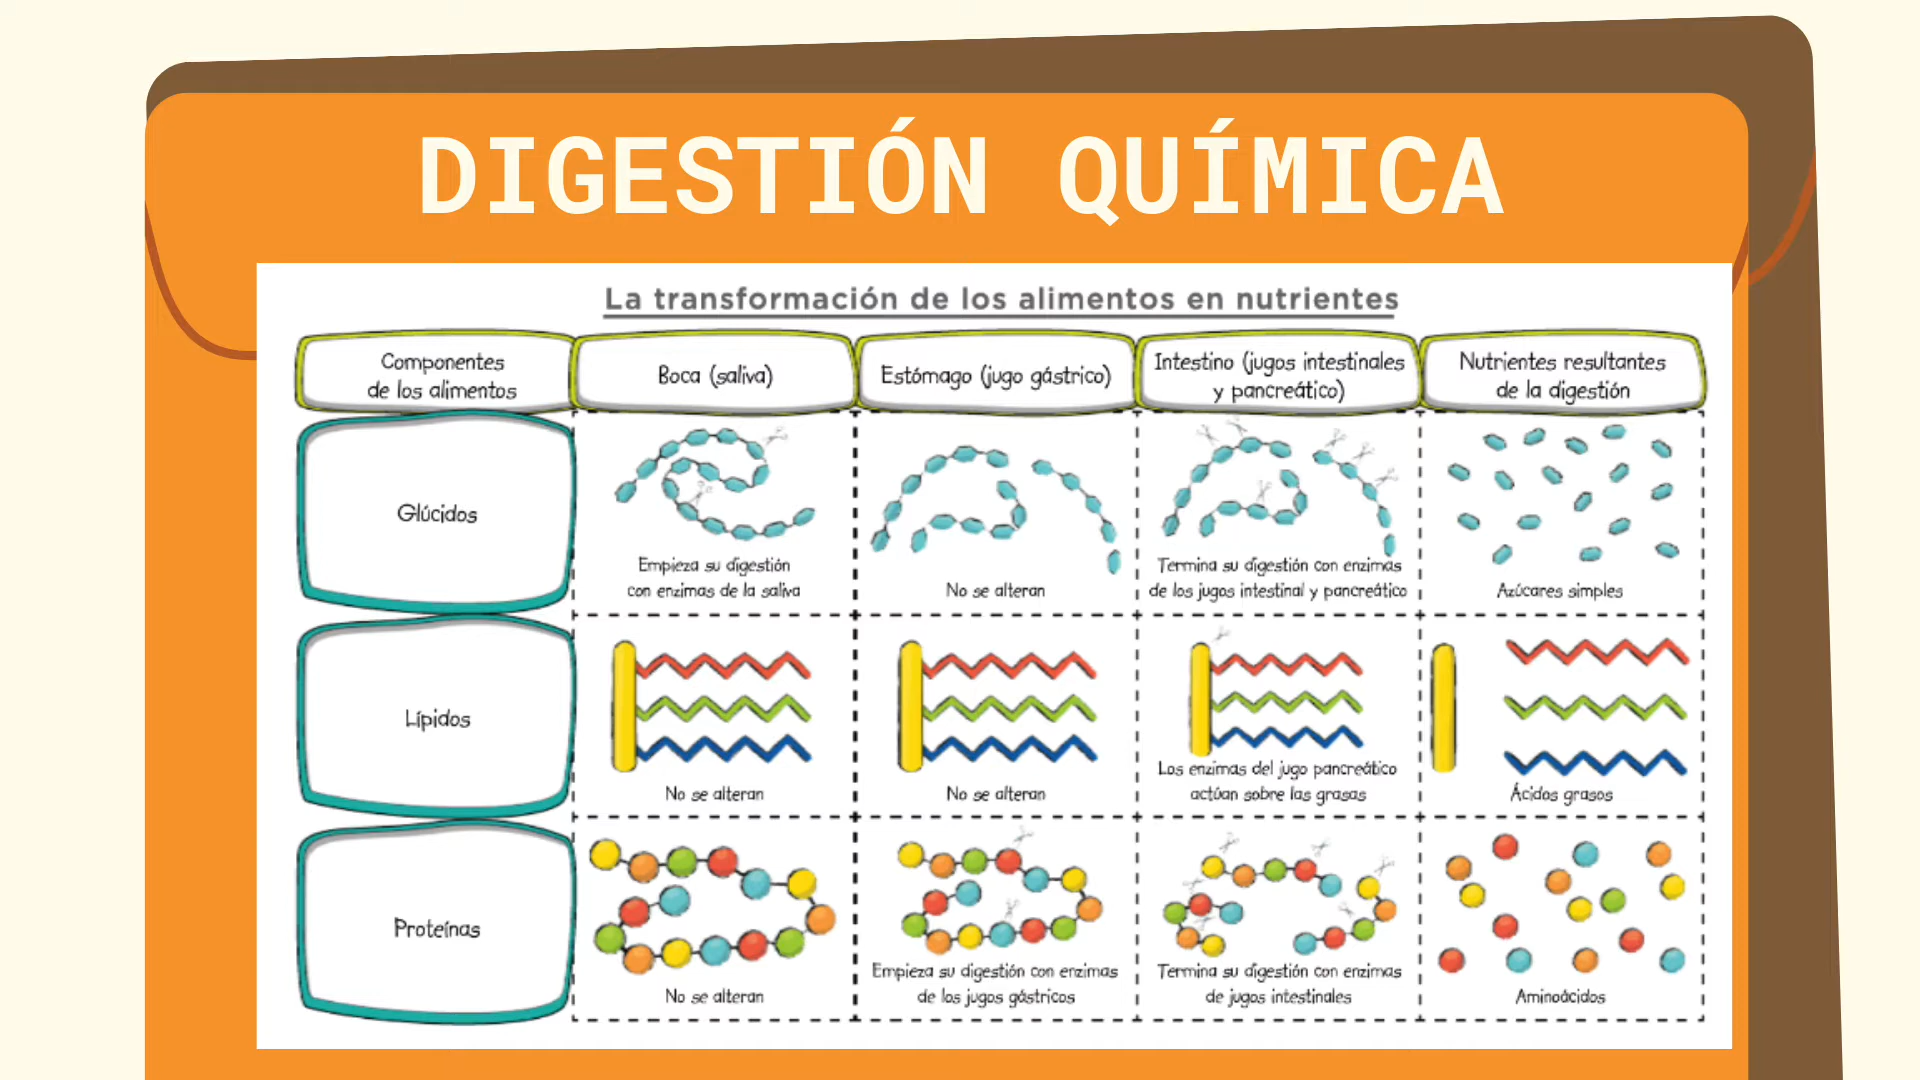 DIGESTIÓN QUÍMICA
La transformación de los alimentos en nutrientes
Componentes
de los alimentos
Boca (saliva)
Estómago (jugo gástrico)
Intestino (jugos intestinales
y pancreático)
Nutrientes resultantes
de la digestión
Glúcidos
Empieza su digestión
con enzimas de la saliva
No se alteran
Termina su digestión con enzimas
de los jugos intestinal y pancreático
Azúcares simples
Lípidos
No se alteran
No se alteran
Los enzimas del jugo pancreático
actúan sobre las grasas
Ácidos grasos
Proteínas
No se alteran
Empieza su digestión con enzimas
de los jugos gástricos
Termina su digestión con enzimas
de jugos intestinales
Aminoácidos